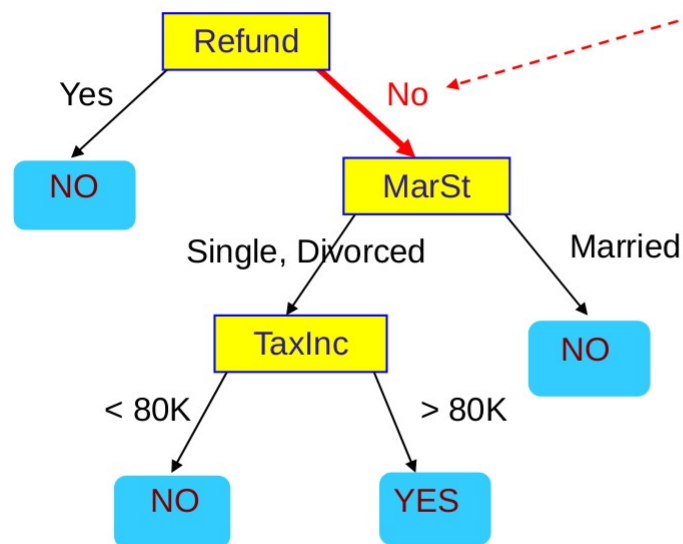 Refund
Yes
No
NO
MarSt
Single, Divorced
Married
TaxInc
NO
< 80K
> 80K
NO
YES